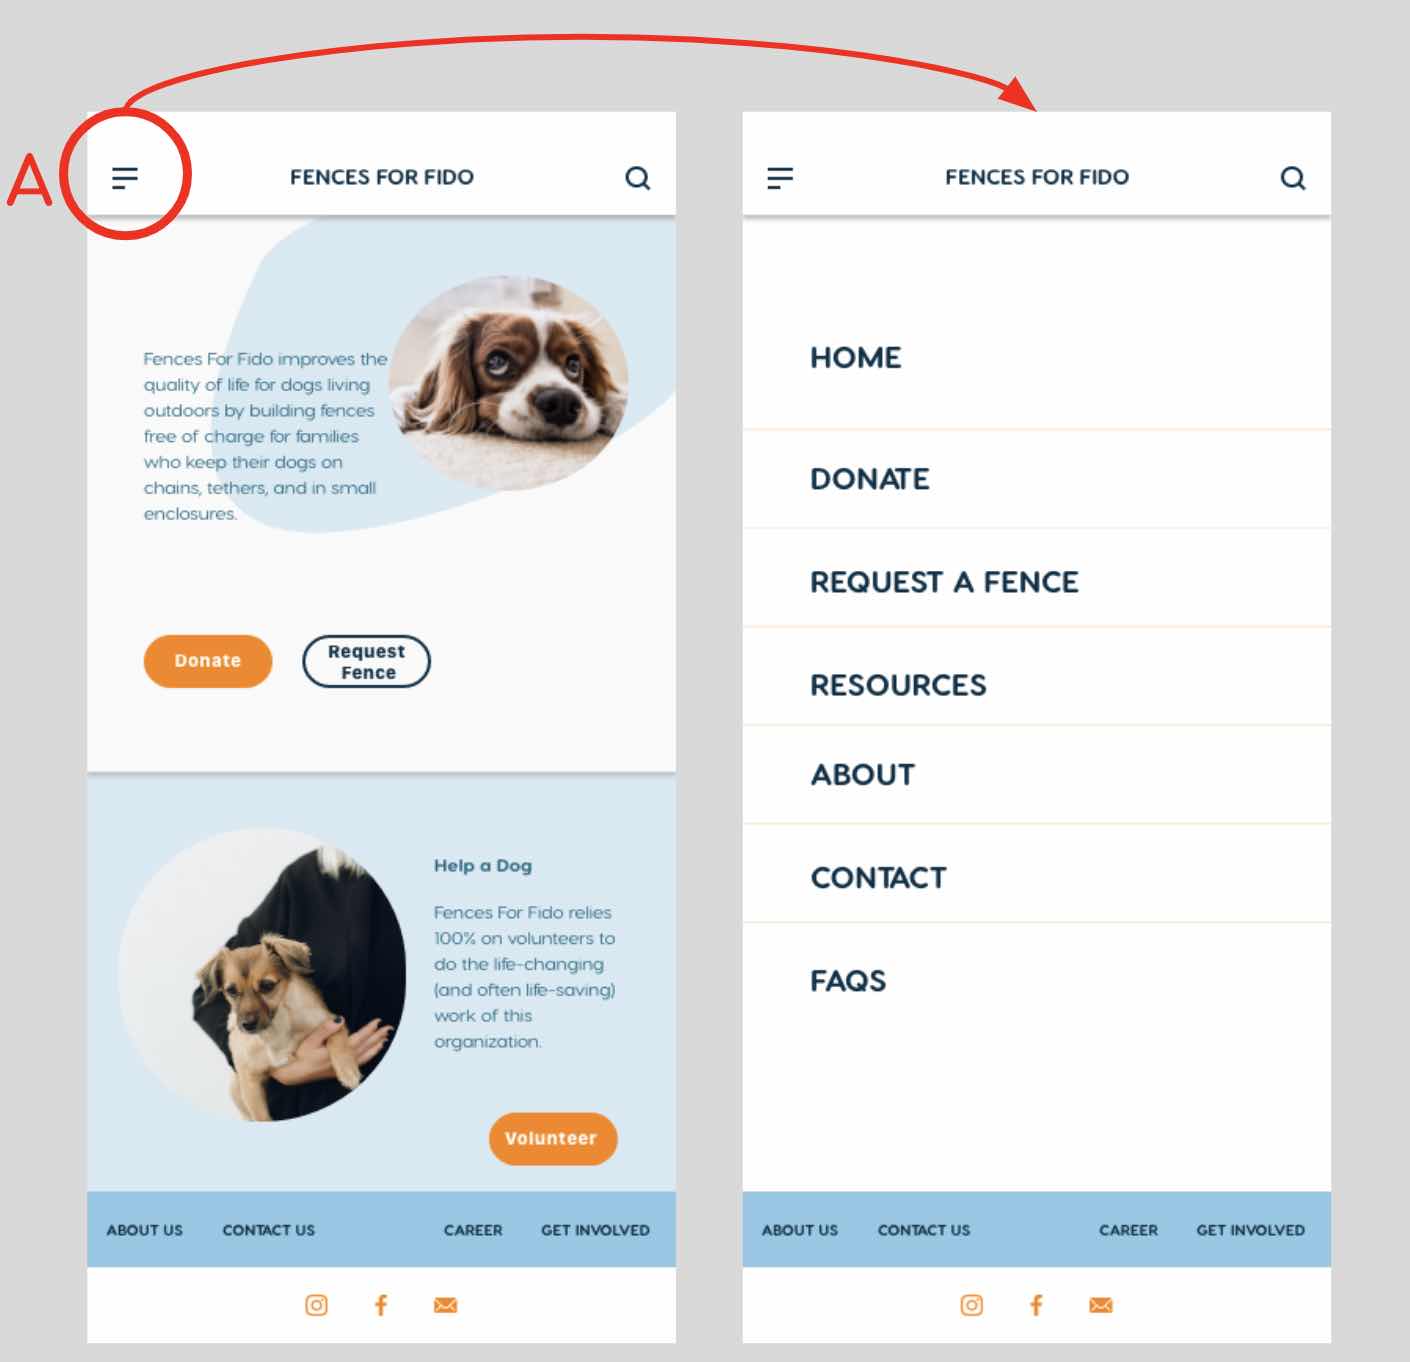 A
FENCES FOR FIDO
Fences For Fido improves the
quality of life for dogs living
outdoors by building fences
free of charge for families
who keep their dogs on
chains, tethers, and in small
enclosures.
Donate
Request
Fence
Help a Dog
Fences For Fido relies
100% on volunteers to
do the life-changing
(and often life-saving)
work of this
organization.
Volunteer
ABOUT US CONTACT US CAREER GET INVOLVED
FENCES FOR FIDO
HOME
DONATE
REQUEST A FENCE
RESOURCES
ABOUT
CONTACT
FAQS
ABOUT US CONTACT US CAREER GET INVOLVED